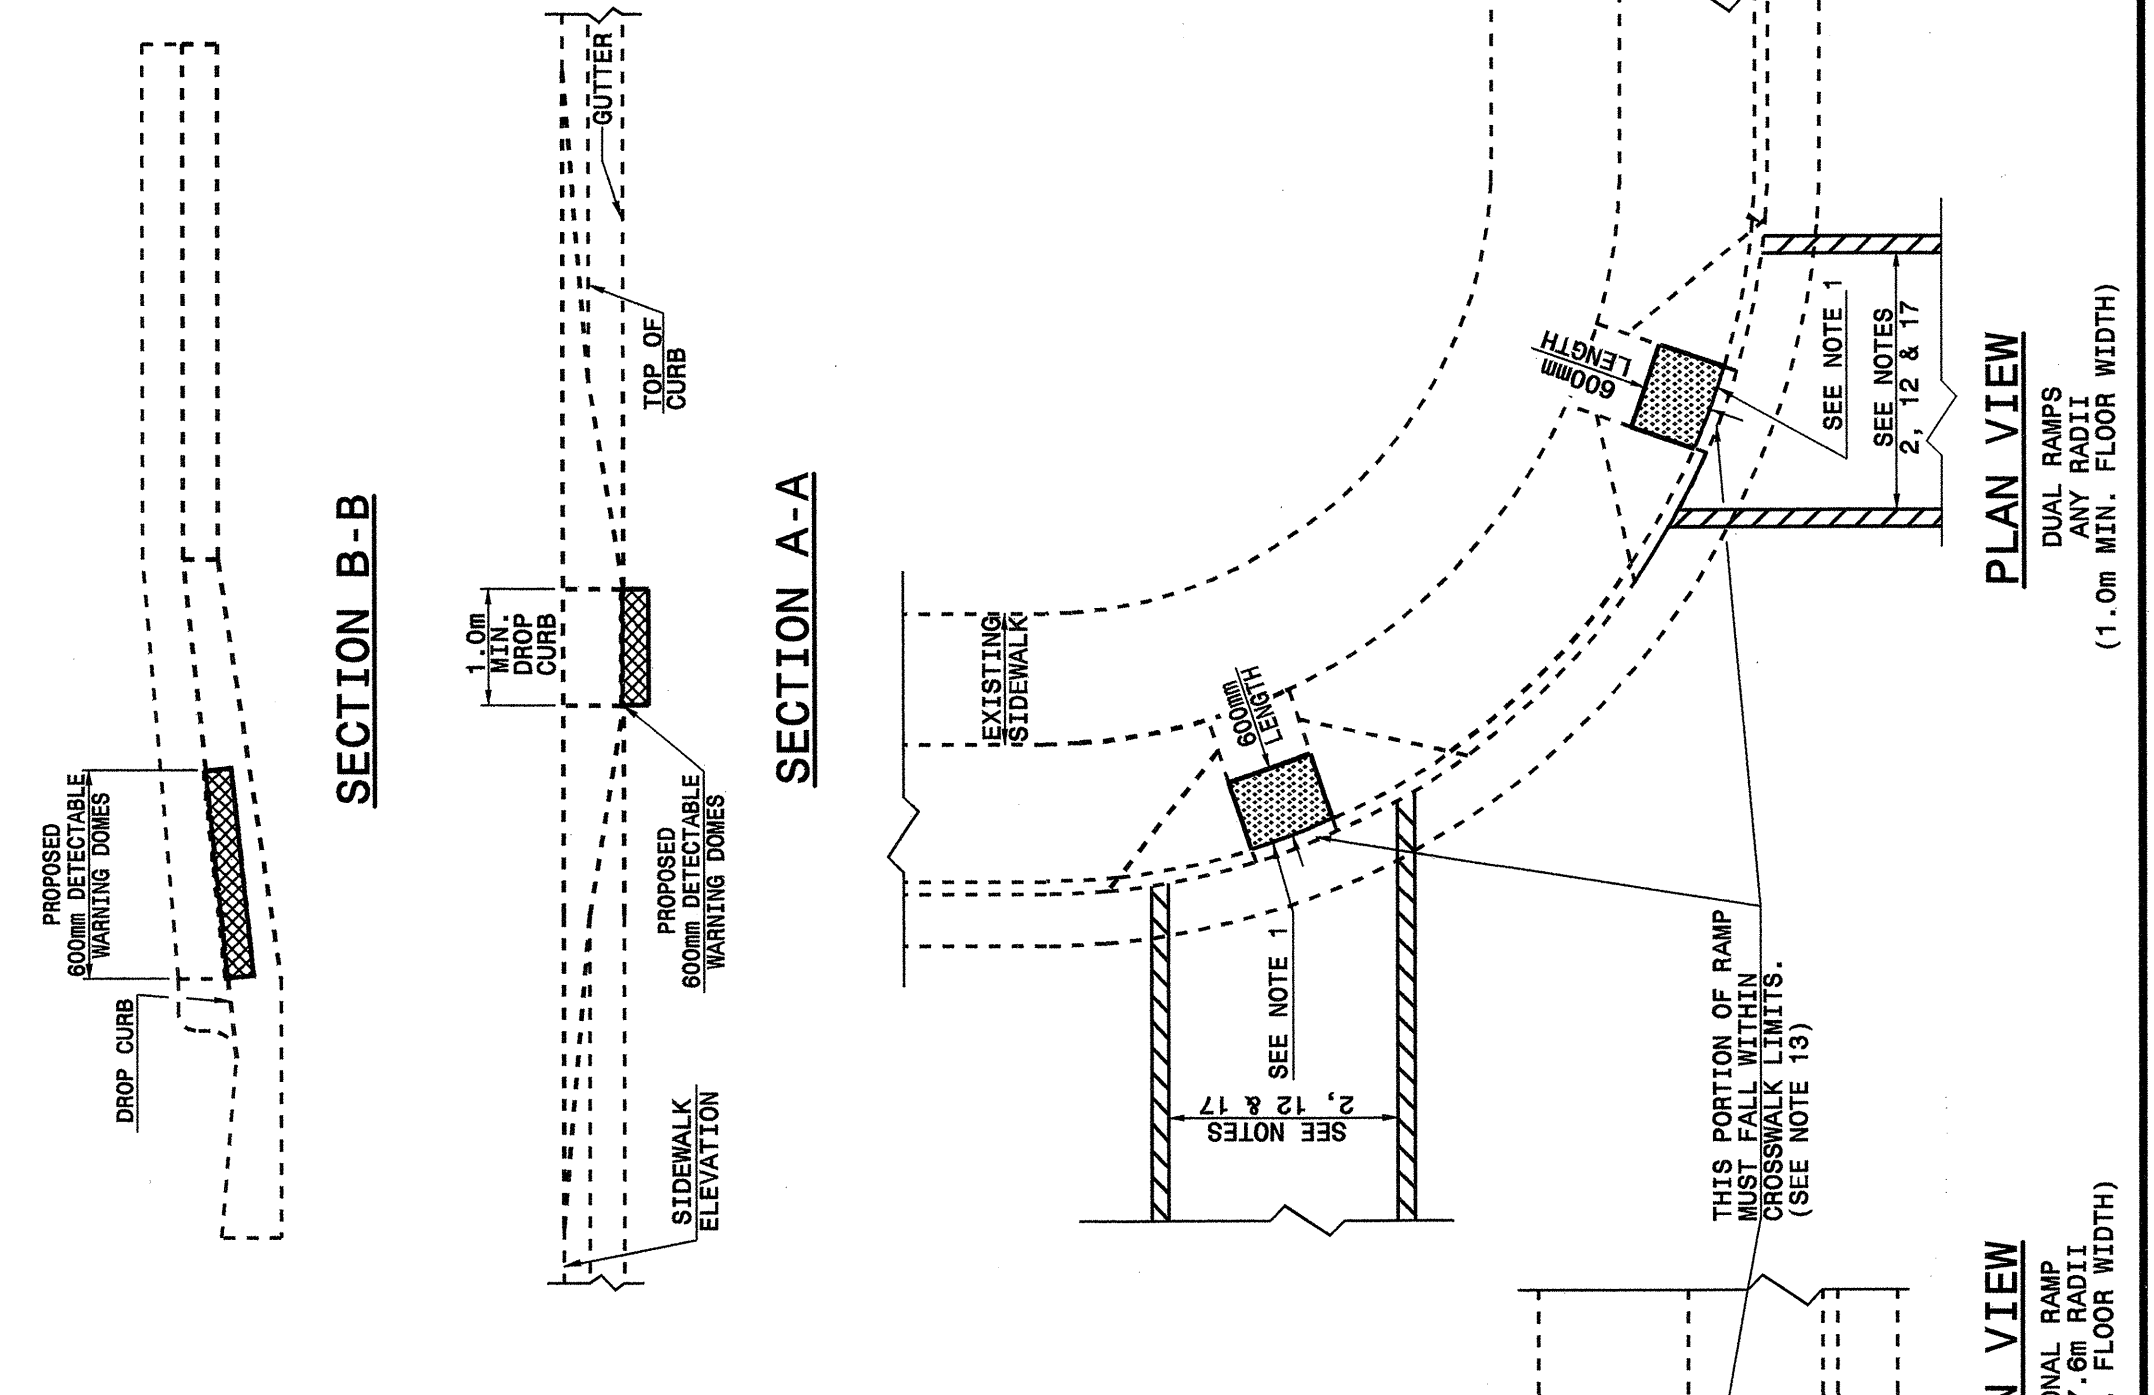 PROPOSED
600mm DETECTABLE
WARNING DOMES
DROP CURB
SECTION B-B
GUTTER
TOP OF
CURB
1.0m
MIN.
DROP
CURB
PROPOSED
600mm DETECTABLE
WARNING DOMES
SIDEWALK
ELEVATION
SECTION A-A
EXISTING
SIDEWALK
600mm
LENGTH
SEE NOTE 1
SEE NOTES
2, 12 & 17
600mm
LENGTH
SEE NOTE 1
SEE NOTES
2, 12 & 17
THIS PORTION OF RAMP
MUST FALL WITHIN
CROSSWALK LIMITS.
(SEE NOTE 13)
PLAN VIEW
DUAL RAMPS
ANY RADII
(1.0m MIN. FLOOR WIDTH)
N VIEW
ONAL RAMP
7.6m RADII
FLOOR WIDTH)